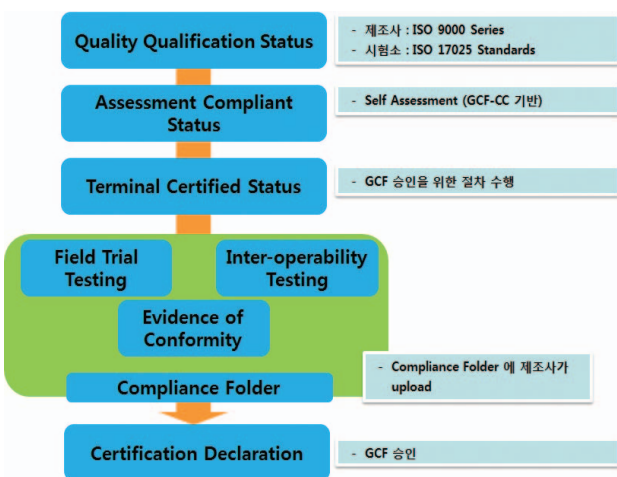 Quality Qualification Status
- 제조사 : ISO 9000 Series
- 시험소 : ISO 17025 Standards
Assessment Compliant
Status
- Self Assessment (GCF-CC 기반)
Terminal Certified Status
- GCF 승인을 위한 절차 수행
Field Trial
Testing
Inter-operability
Testing
Evidence of
Conformity
Compliance Folder
- Compliance Folder 에 제조사가
upload
Certification Declaration
- GCF 승인